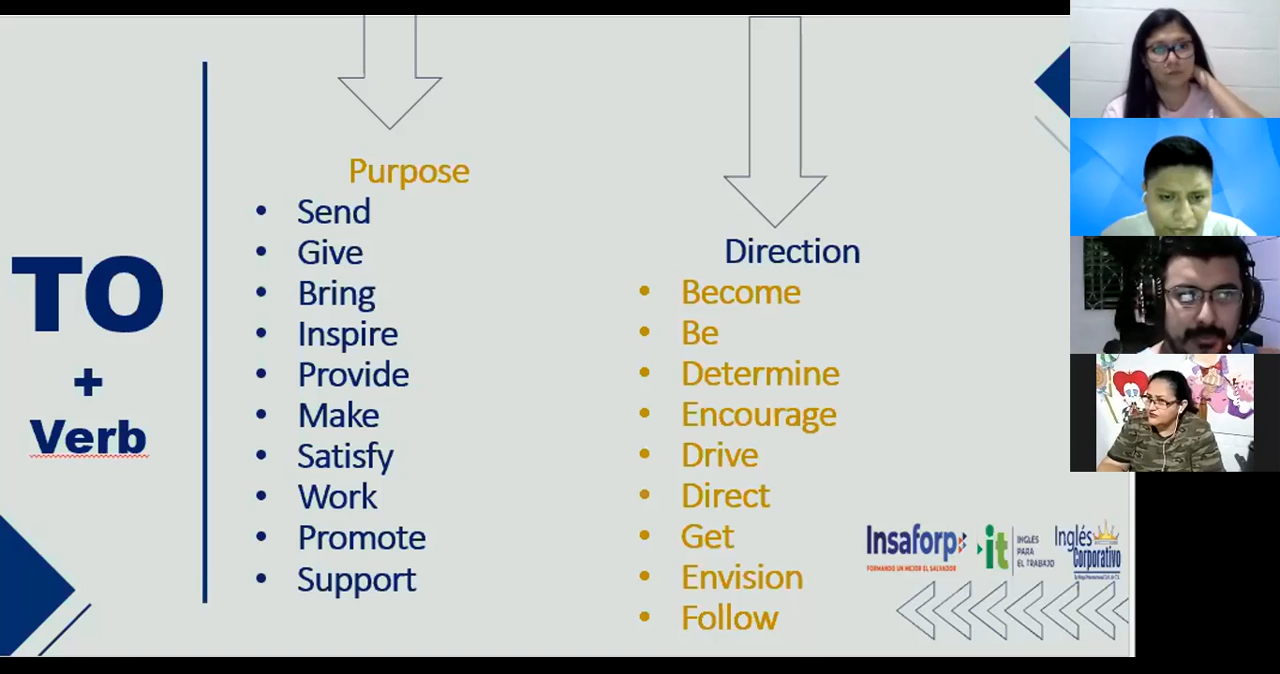 TO
+
Verb
Purpose
• Send
• Give
• Bring
• Inspire
• Provide
• Make
• Satisfy
• Work
• Promote
• Support
Direction
• Become
• Be
• Determine
• Encourage
• Drive
• Direct
• Get
• Envision
• Follow
Insaforp
FORMANDO UN MEJOR EL SALVADOR
it
INGLÉS
PARA
EL TRABAJO
Inglés
Corporativo